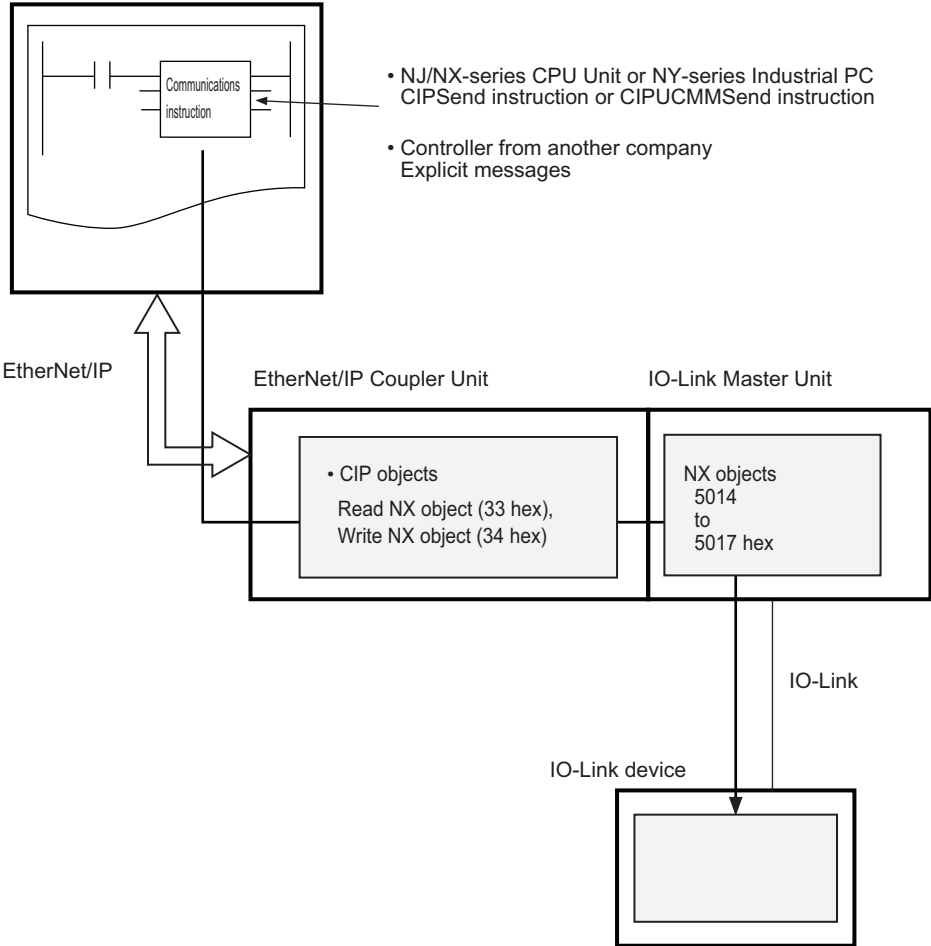 Communications
instruction
• NJ/NX-series CPU Unit or NY-series Industrial PC
CIPSend instruction or CIPUCMMSend instruction
• Controller from another company
Explicit messages
EtherNet/IP
EtherNet/IP Coupler Unit
IO-Link Master Unit
• CIP objects
Read NX object (33 hex),
Write NX object (34 hex)
NX objects
5014
to
5017 hex
IO-Link
IO-Link device